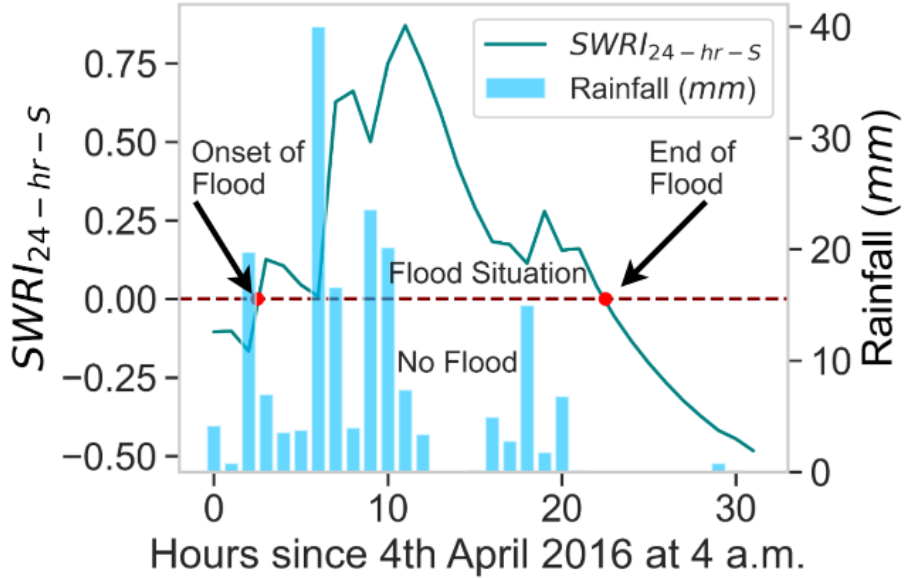 SWRI24-hr-S
Rainfall (mm)
Onset of
Flood
End of
Flood
Flood Situation
No Flood
0.75
0.50
0.25
0.00
−0.25
−0.50
SWRI24-hr-S
40
30
20
10
0
Rainfall (mm)
0 10 20 30
Hours since 4th April 2016 at 4 a.m.